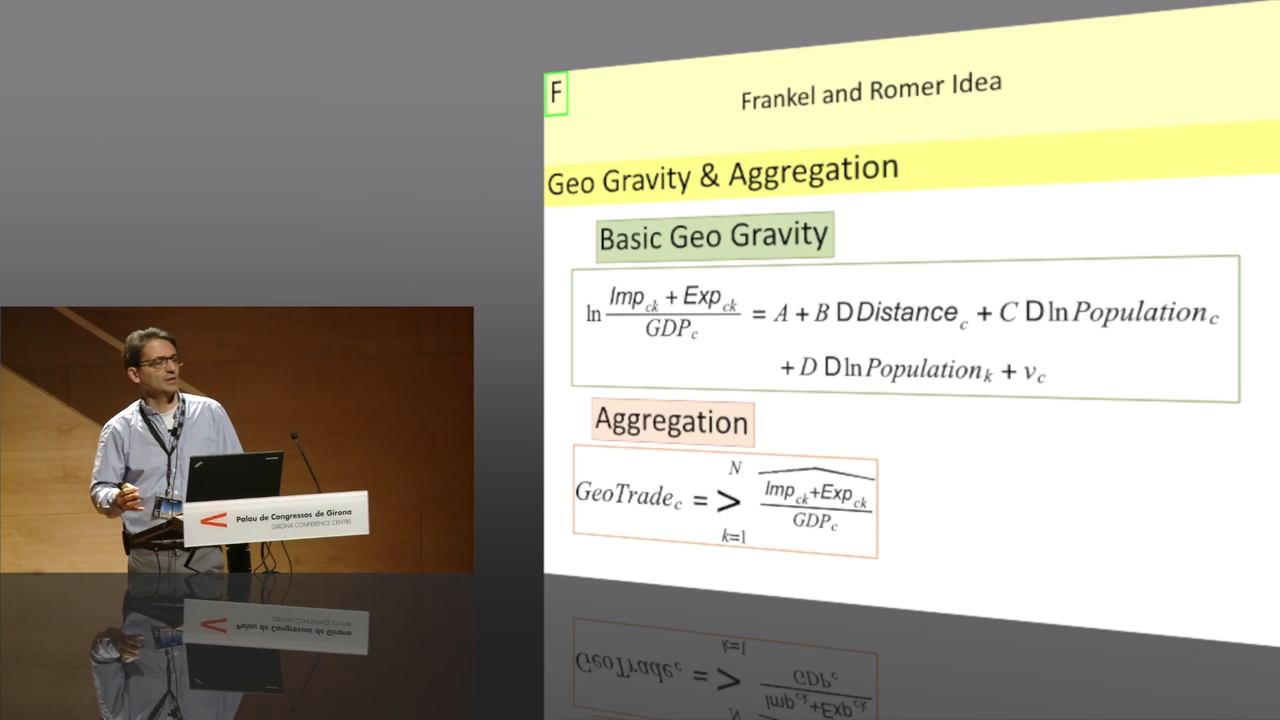 F
Frankel and Romer Idea
Geo Gravity & Aggregation
Basic Geo Gravity
ln Imp_ck + Exp_ck / GDP_c = A + B D Distance_c + C D ln Population_c
+ D D ln Population_k + v_c
Aggregation
N
GeoTrade_c = > Imp_ck+Exp_ck / GDP_c
k=1
Palau de Congressos de Girona
GIRONA CONFERENCE CENTRE